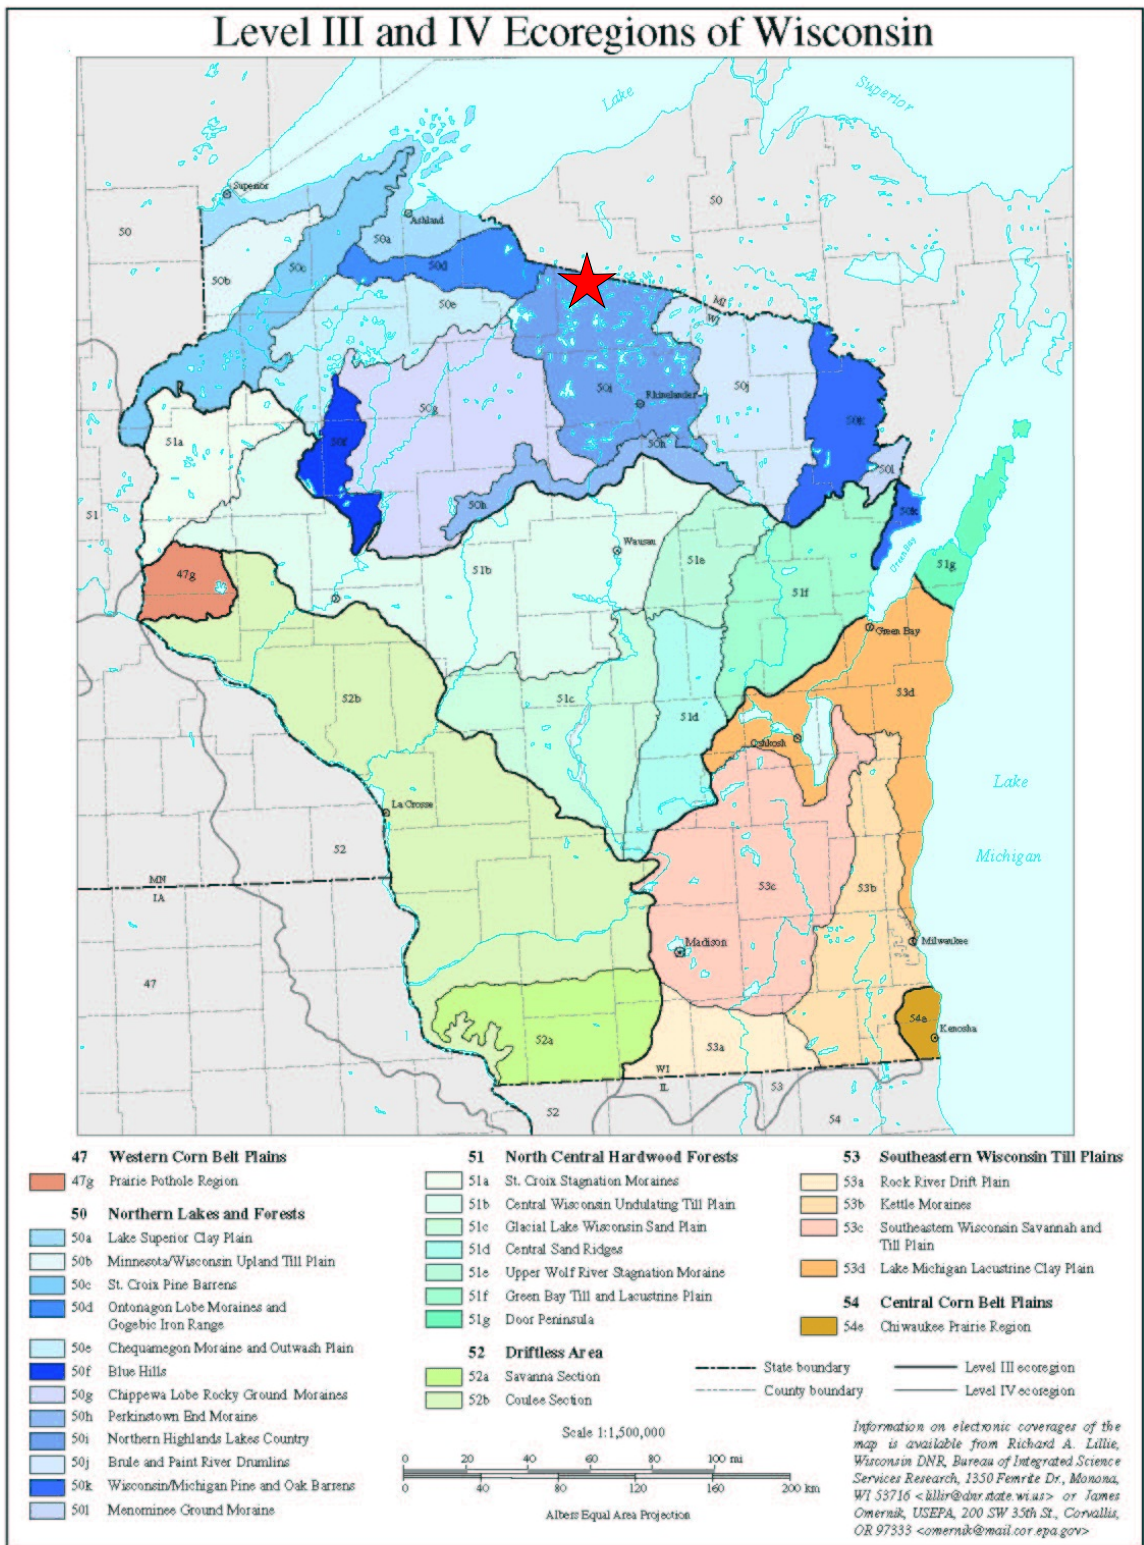 Level III and IV Ecoregions of Wisconsin
Lake
Superior
Superior
50
50
Ashland
50a
50c
50d
50b
50e
MI
WI
R
50i
50j
Rhinelander
50g
50k
51a
50f
50h
50l
50h
50k
51
Wausau
Green Bay
51b
51e
51g
47g
51f
Green Bay
52b
51c
53d
51d
Oshkosh
Lake
La Crosse
52
Michigan
MN
IA
53c
53b
Madison
Milwaukee
47
54e
Kenosha
52a
53a
WI
IL
53
52
54
47 Western Corn Belt Plains
47g Prairie Pothole Region
50 Northern Lakes and Forests
50a Lake Superior Clay Plain
50b Minnesota/Wisconsin Upland Till Plain
50c St. Croix Pine Barrens
50d Ontonagon Lobe Moraines and
Gogebic Iron Range
50e Chequamegon Moraine and Outwash Plain
50f Blue Hills
50g Chippewa Lobe Rocky Ground Moraines
50h Perkinstown End Moraine
50i Northern Highlands Lakes Country
50j Brule and Paint River Drumlins
50k Wisconsin/Michigan Pine and Oak Barrens
50l Menominee Ground Moraine
51 North Central Hardwood Forests
51a St. Croix Stagnation Moraines
51b Central Wisconsin Undulating Till Plain
51c Glacial Lake Wisconsin Sand Plain
51d Central Sand Ridges
51e Upper Wolf River Stagnation Moraine
51f Green Bay Till and Lacustrine Plain
51g Door Peninsula
52 Driftless Area
52a Savanna Section
52b Coulee Section
53 Southeastern Wisconsin Till Plains
53a Rock River Drift Plain
53b Kettle Moraines
53c Southeastern Wisconsin Savannah and
Till Plain
53d Lake Michigan Lacustrine Clay Plain
54 Central Corn Belt Plains
54e Chiwaukee Prairie Region
State boundary
County boundary
Level III ecoregion
Level IV ecoregion
Scale 1:1,500,000
0 20 40 60 80 100 mi
0 40 80 120 160 200 km
Albers Equal Area Projection
Information on electronic coverages of the
map is available from Richard A. Lillie,
Wisconsin DNR, Bureau of Integrated Science
Services Research, 1350 Femrite Dr., Monona,
WI 53716 <lillir@dnr.state.wi.us> or James
Omernik, USEPA, 200 SW 35th St., Corvallis,
OR 97333 <omernik@mail.cor.epa.gov>